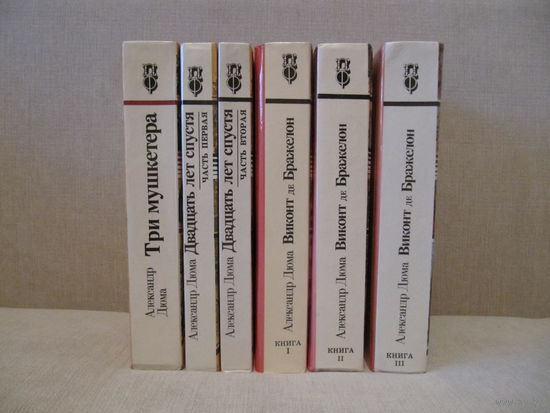 Александр
Дюма
Три мушкетера
Александр Дюма Двадцать лет спустя
ЧАСТЬ ПЕРВАЯ
Александр Дюма Двадцать лет спустя
ЧАСТЬ ВТОРАЯ
Александр Дюма Виконт де Бражелон
КНИГА
I
Александр Дюма Виконт де Бражелон
КНИГА
II
Александр Дюма Виконт де Бражелон
КНИГА
III